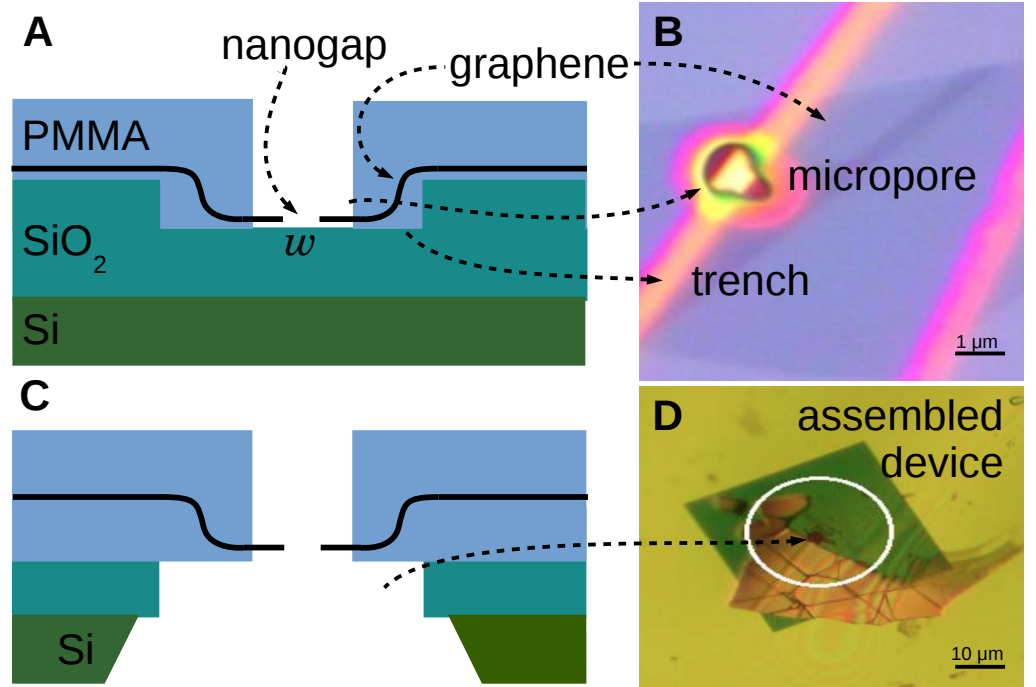 A
nanogap
graphene
PMMA
w
SiO2
Si
B
micropore
trench
1 μm
C
Si
D
assembled
device
10 μm